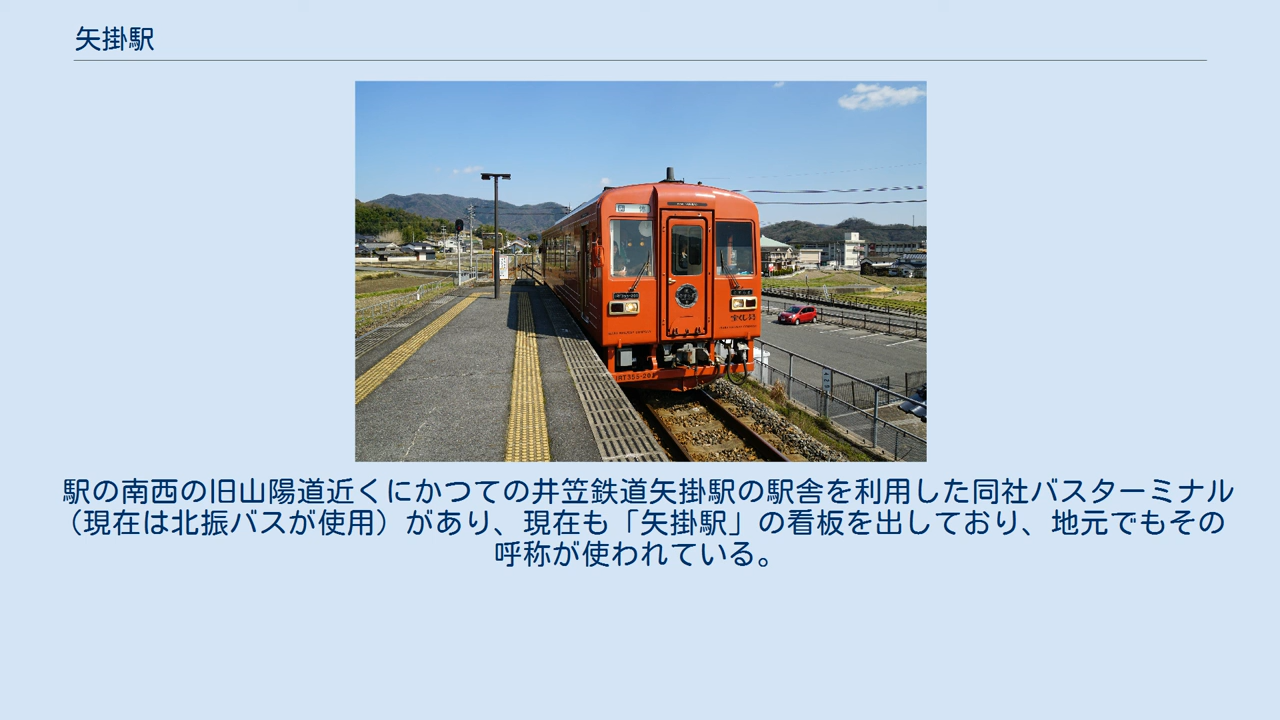 矢掛駅
駅の南西の旧山陽道近くにかつての井笠鉄道矢掛駅の駅舎を利用した同社バスターミナル
（現在は北振バスが使用）があり、現在も「矢掛駅」の看板を出しており、地元でもその
呼称が使われている。